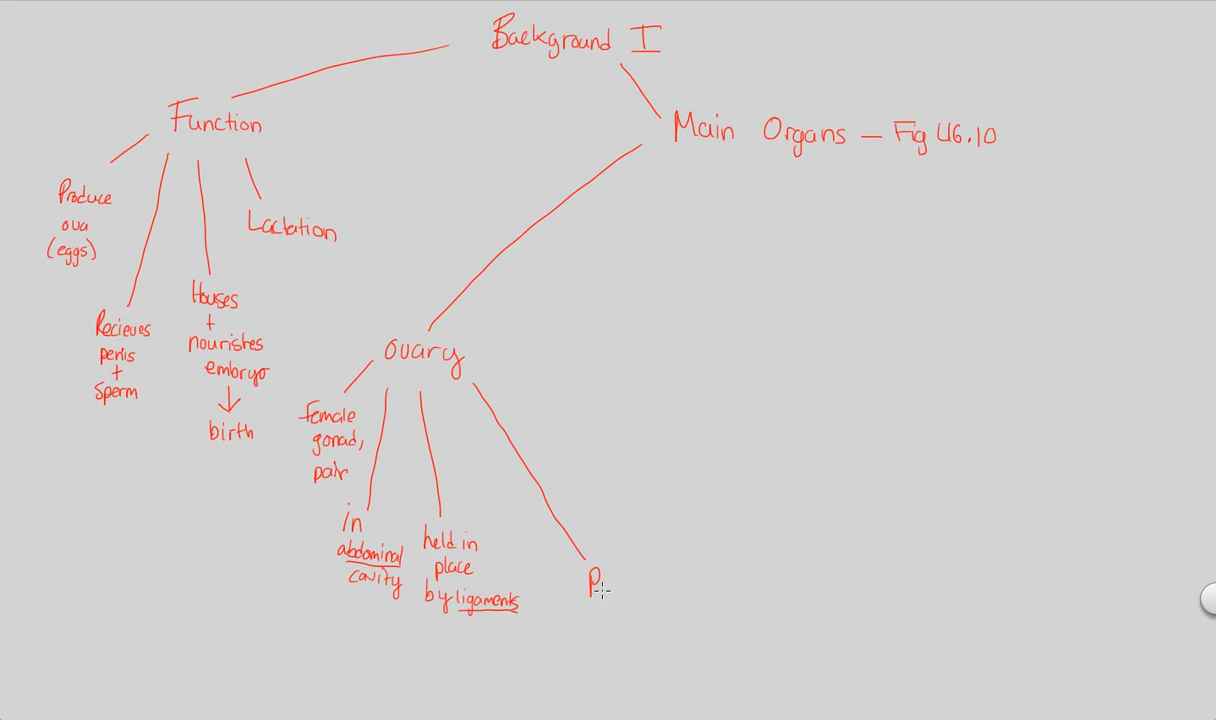 Background I
Function
Main Organs – Fig 46.10
Produce
ova
(eggs)
Lactation
Recieves
penis
+
sperm
Houses
+
nourishes
embryo
↓
birth
Ovary
female
gonad,
pair
in
abdominal
cavity
held in
place
by ligaments
P